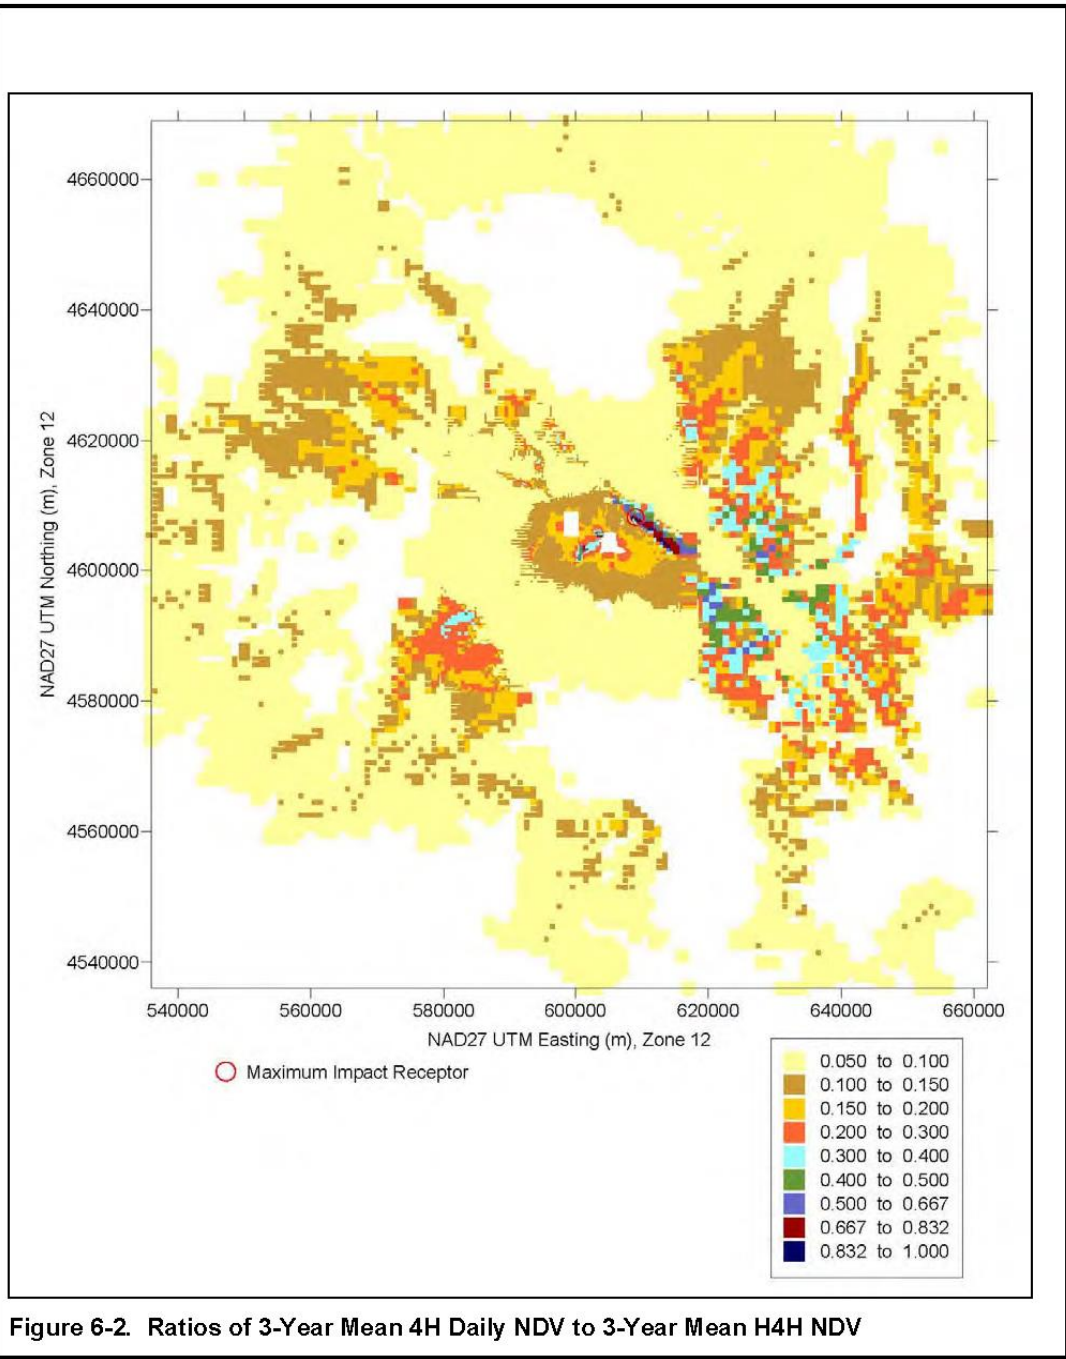 4660000
4640000
4620000
4600000
4580000
4560000
4540000
NAD27 UTM Northing (m), Zone 12
540000 560000 580000 600000 620000 640000 660000
NAD27 UTM Easting (m), Zone 12
Maximum Impact Receptor
0.050 to 0.100
0.100 to 0.150
0.150 to 0.200
0.200 to 0.300
0.300 to 0.400
0.400 to 0.500
0.500 to 0.667
0.667 to 0.832
0.832 to 1.000
Figure 6-2. Ratios of 3-Year Mean 4H Daily NDV to 3-Year Mean H4H NDV